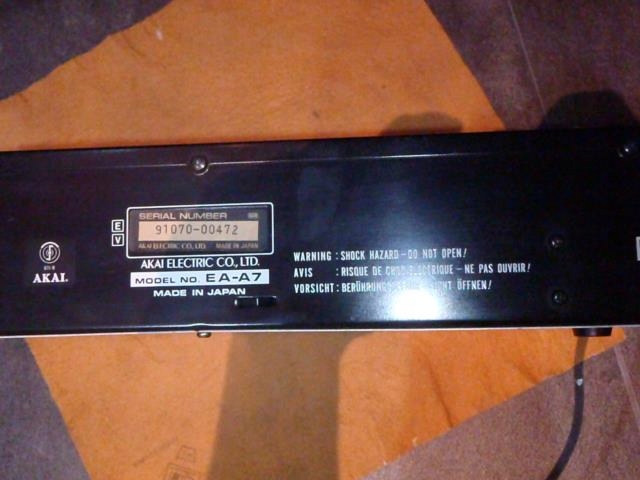 SERIAL NUMBER
91070-00472
AKAI ELECTRIC CO., LTD. MADE IN JAPAN
E
V
AKAI ELECTRIC CO., LTD.
MODEL NO. EA-A7
MADE IN JAPAN
AKAI
WARNING : SHOCK HAZARD - DO NOT OPEN!
AVIS : RISQUE DE CHOC ELECTRIQUE - NE PAS OUVRIR!
VORSICHT : ÖFFNEN!